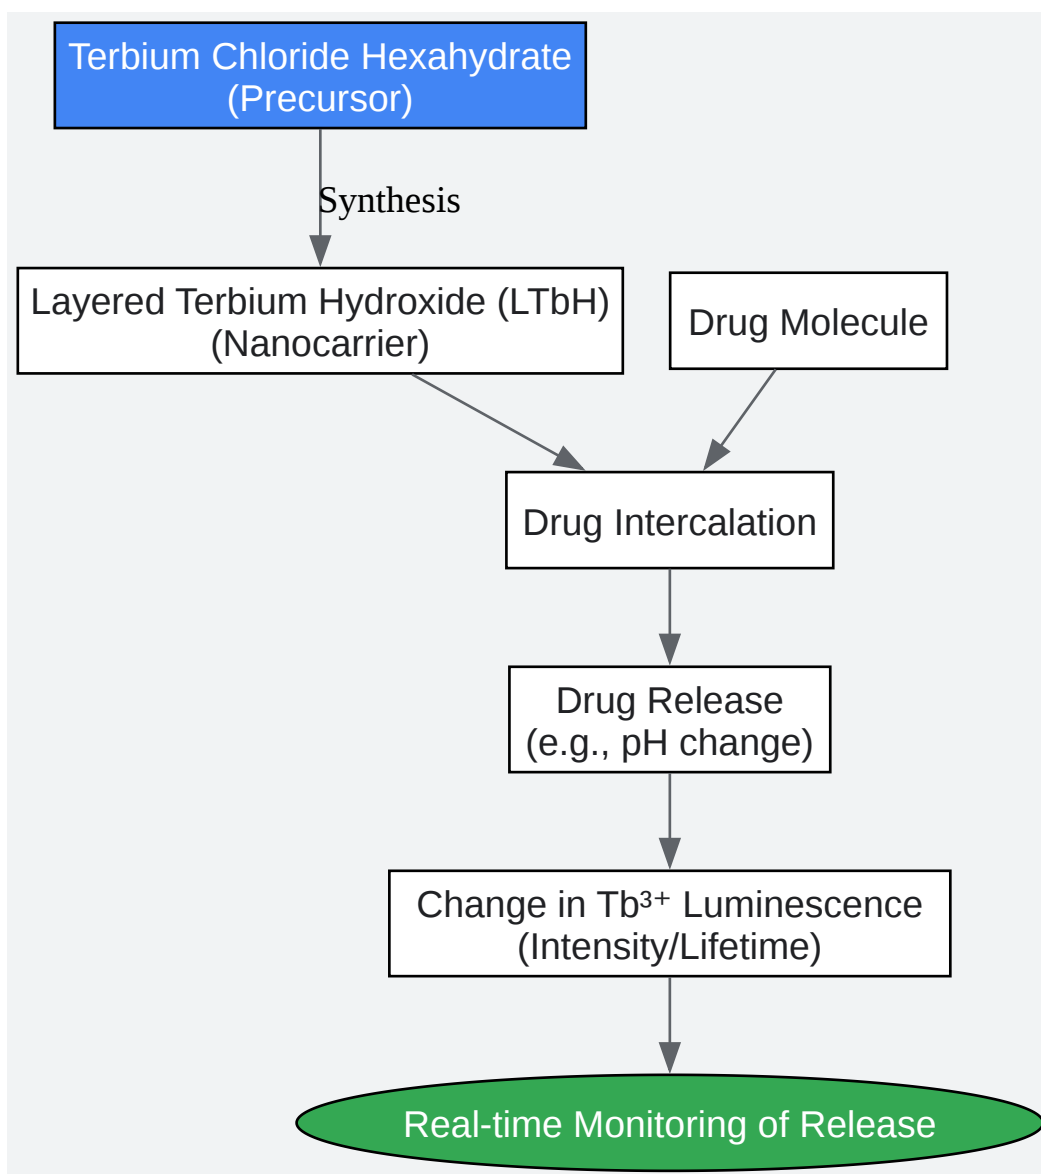 Terbium Chloride Hexahydrate
(Precursor)
Synthesis
Layered Terbium Hydroxide (LTbH)
(Nanocarrier)
Drug Molecule
Drug Intercalation
Drug Release
(e.g., pH change)
Change in Tb³⁺ Luminescence
(Intensity/Lifetime)
Real-time Monitoring of Release